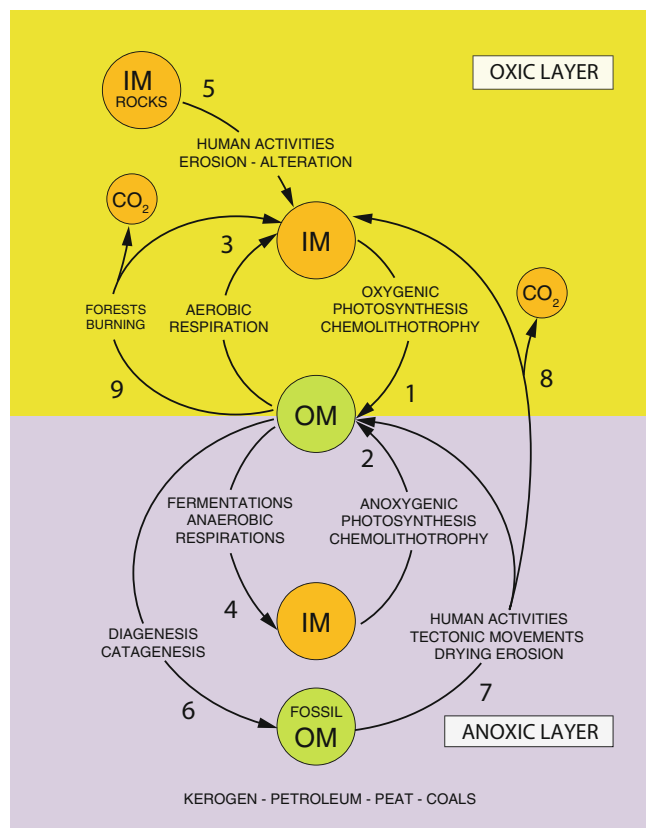 IM
ROCKS
5
OXIC LAYER
HUMAN ACTIVITIES
EROSION - ALTERATION
CO2
3
IM
FORESTS
BURNING
AEROBIC
RESPIRATION
OXYGENIC
PHOTOSYNTHESIS
CHEMOLITHOTROPHY
CO2
9
1
8
OM
2
FERMENTATIONS
ANAEROBIC
RESPIRATIONS
ANOXYGENIC
PHOTOSYNTHESIS
CHEMOLITHOTROPHY
4
IM
DIAGENESIS
CATAGENESIS
HUMAN ACTIVITIES
TECTONIC MOVEMENTS
DRYING EROSION
6
FOSSIL
OM
7
ANOXIC LAYER
KEROGEN - PETROLEUM - PEAT - COALS